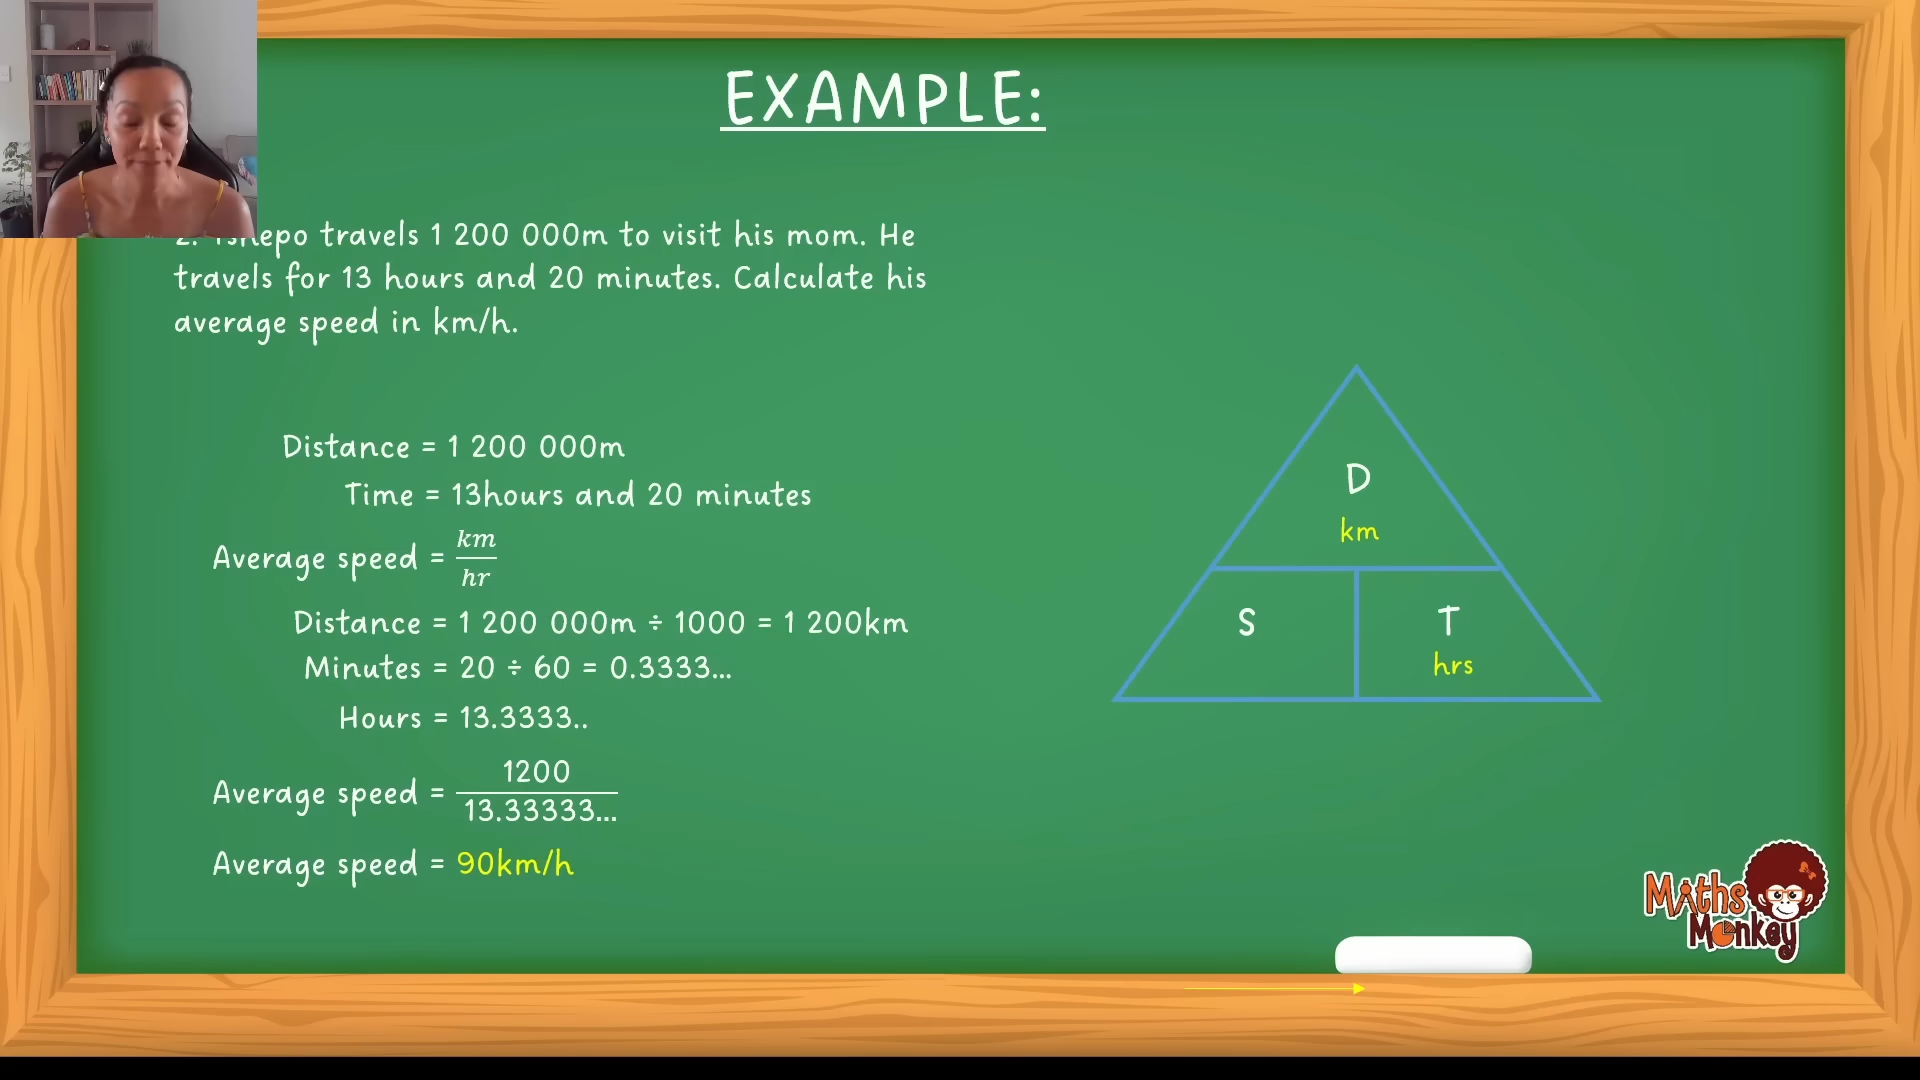 EXAMPLE:
travels 1 200 000m to visit his mom. He
travels for 13 hours and 20 minutes. Calculate his
average speed in km/h.
Distance = 1 200 000m
Time = 13hours and 20 minutes
Average speed = km/hr
Distance = 1 200 000m ÷ 1000 = 1 200km
Minutes = 20 ÷ 60 = 0.3333...
Hours = 13.3333..
Average speed = 1200/13.33333...
Average speed = 90km/h
D
km
S T
hrs
Maths
Monkey